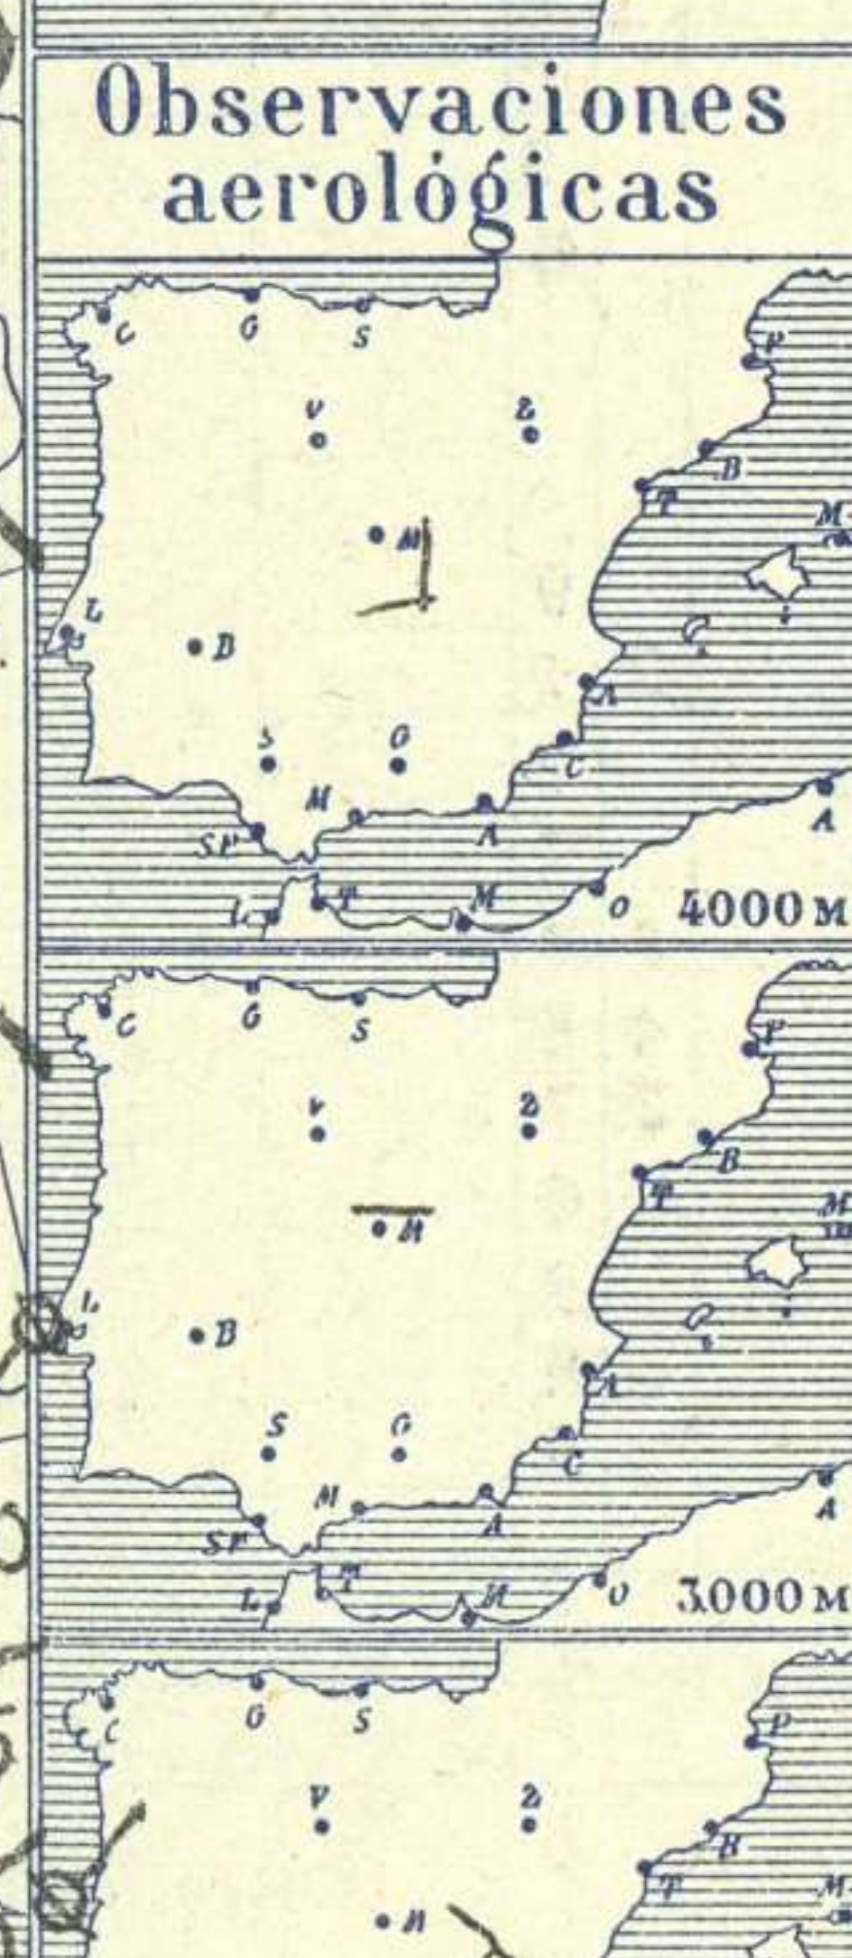 Observaciones
aerológicas
C G S
P
V Z
B
T
M M
L
B
A
S G
C
M
A A
SF
L T M O 4000 M
C G S
P
V Z
B
T
M M
L
B
A
S G
C
M
A A
SF
L T M O 3000 M
C G S
P
V Z
B
T
M M